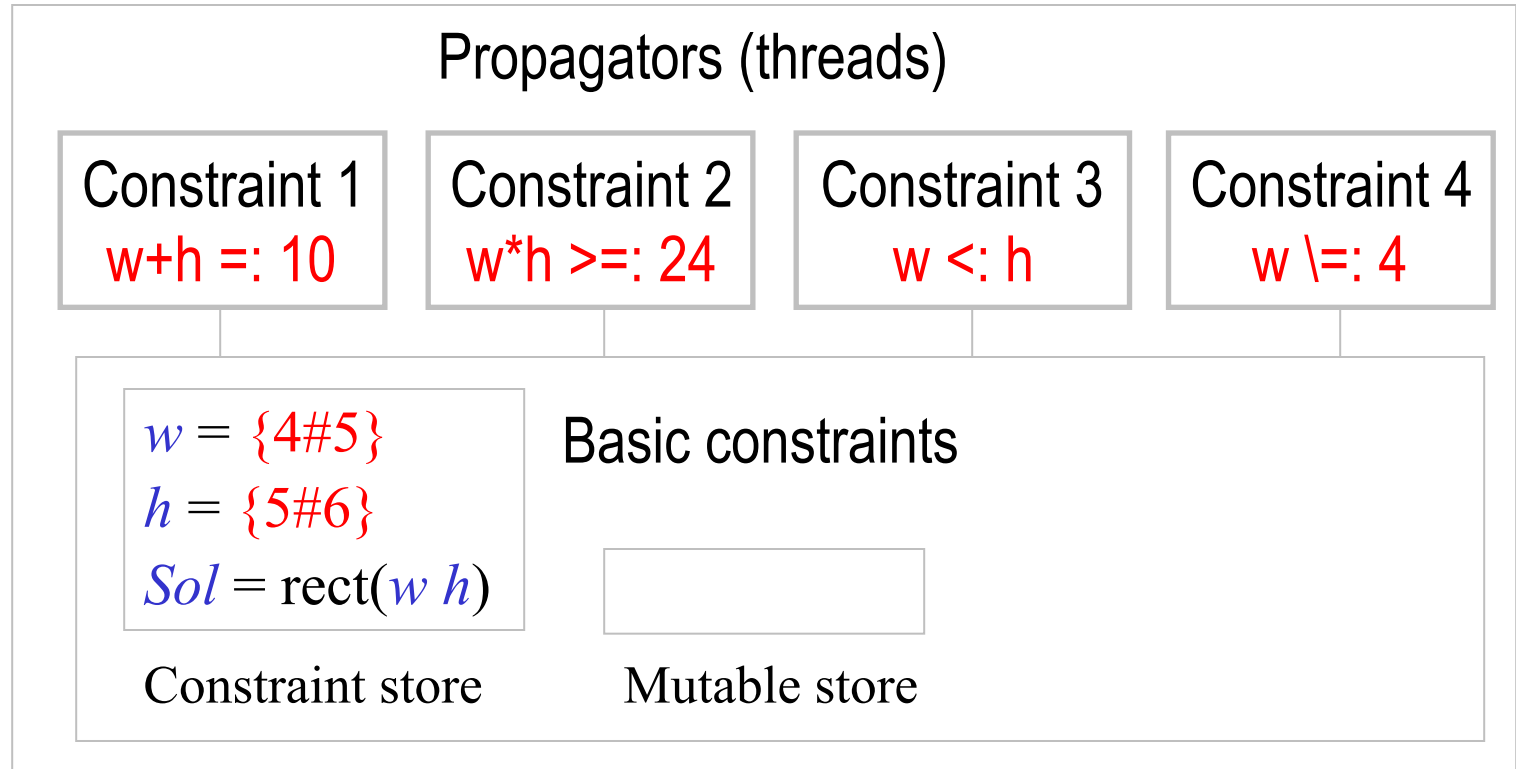 Propagators (threads)
Constraint 1
w+h =: 10
Constraint 2
w*h >=: 24
Constraint 3
w <: h
Constraint 4
w \=: 4
w = {4#5}
h = {5#6}
Sol = rect(w h)
Basic constraints
Constraint store
Mutable store